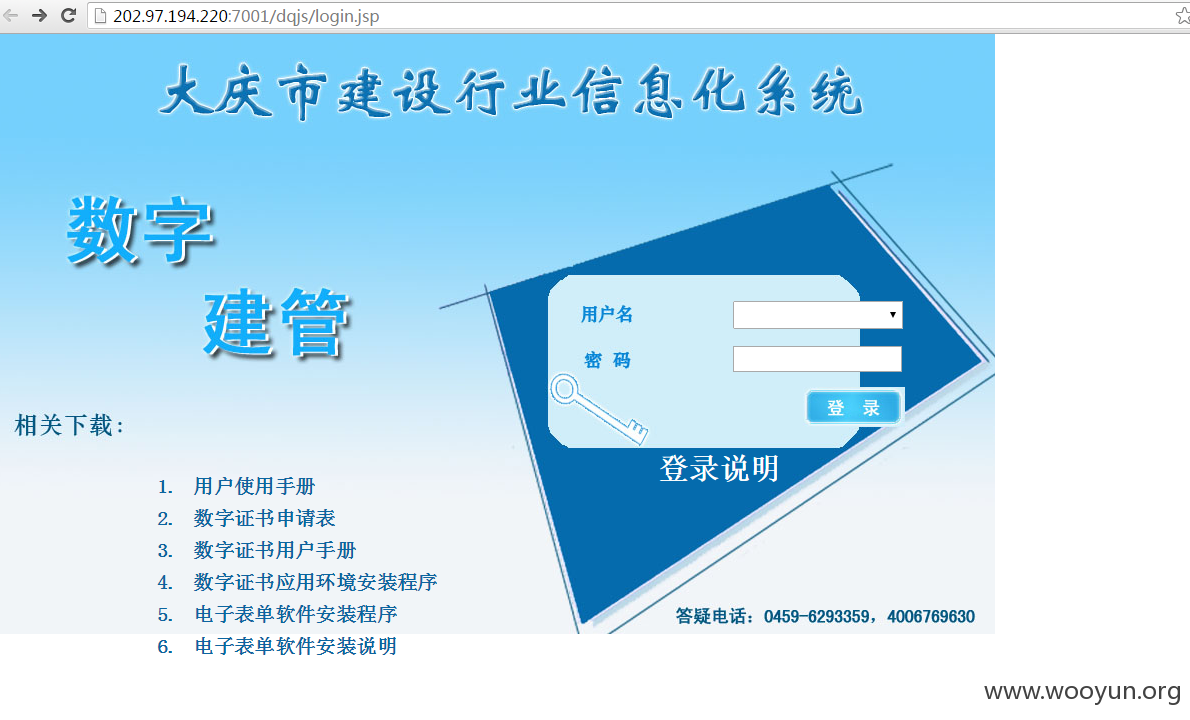 202.97.194.220:7001/dqjs/login.jsp
大庆市建设行业信息化系统
数字
建管
用户名
密 码
登 录
登录说明
相关下载：
1. 用户使用手册
2. 数字证书申请表
3. 数字证书用户手册
4. 数字证书应用环境安装程序
5. 电子表单软件安装程序
6. 电子表单软件安装说明
答疑电话：0459-6293359，4006769630
www.wooyun.org